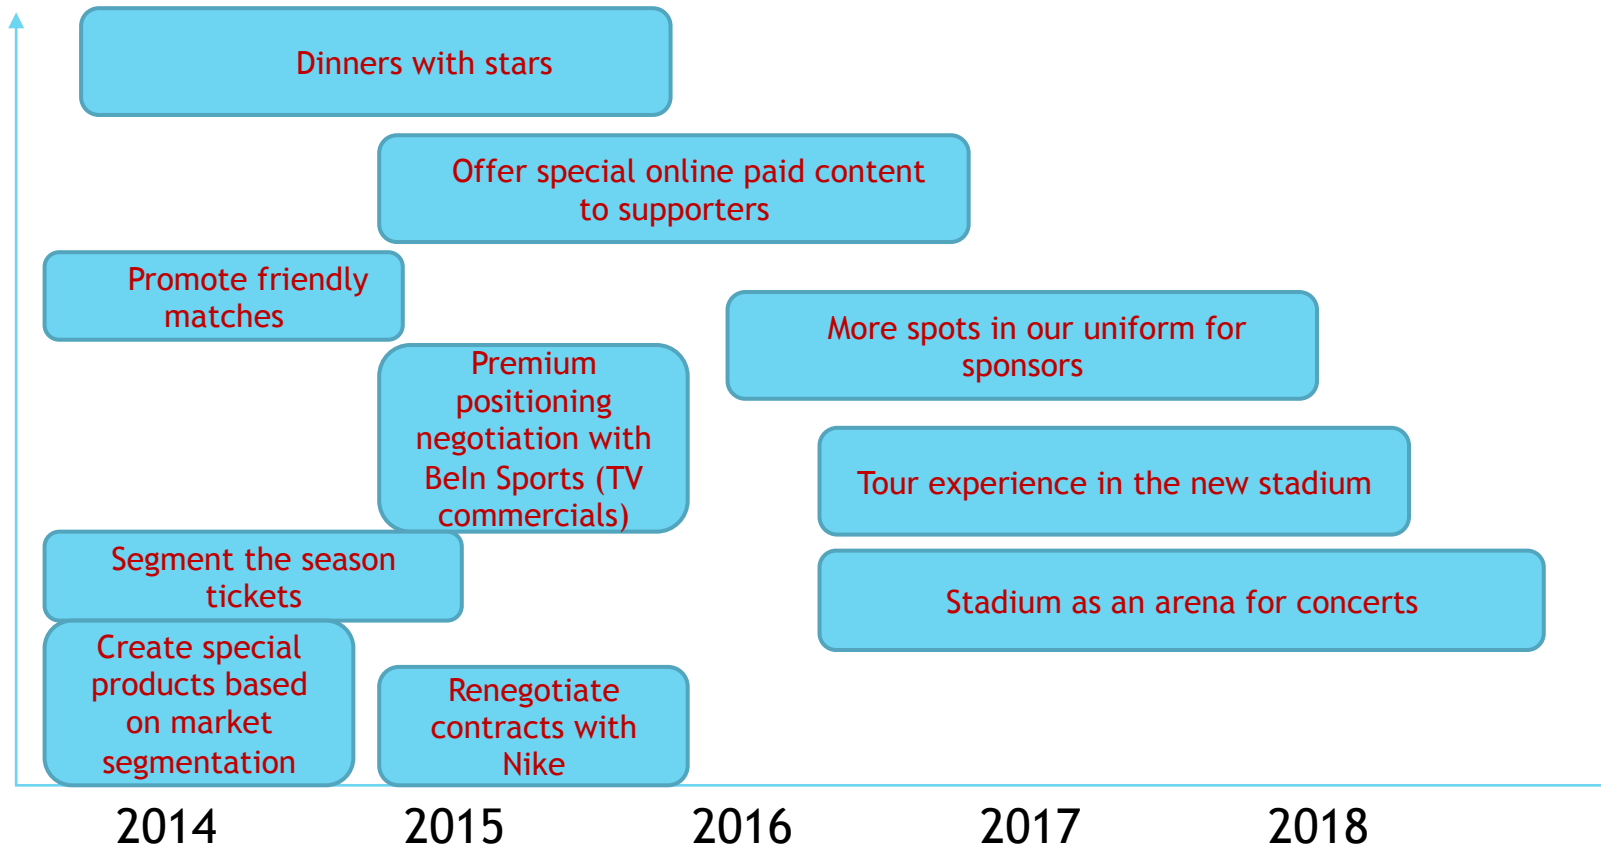 Dinners with stars
Offer special online paid content
to supporters
Promote friendly
matches
More spots in our uniform for
sponsors
Premium
positioning
negotiation with
BeIn Sports (TV
commercials)
Tour experience in the new stadium
Segment the season
tickets
Stadium as an arena for concerts
Create special
products based
on market
segmentation
Renegotiate
contracts with
Nike
2014
2015
2016
2017
2018